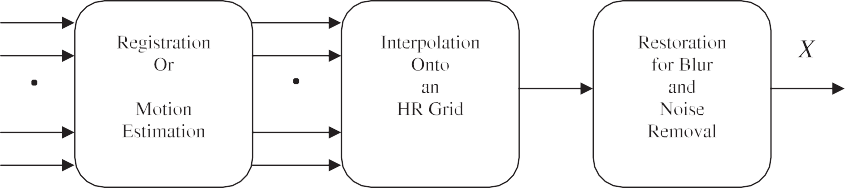 Registration
Or
Motion
Estimation
Interpolation
Onto
an
HR Grid
Restoration
for Blur
and
Noise
Removal
X